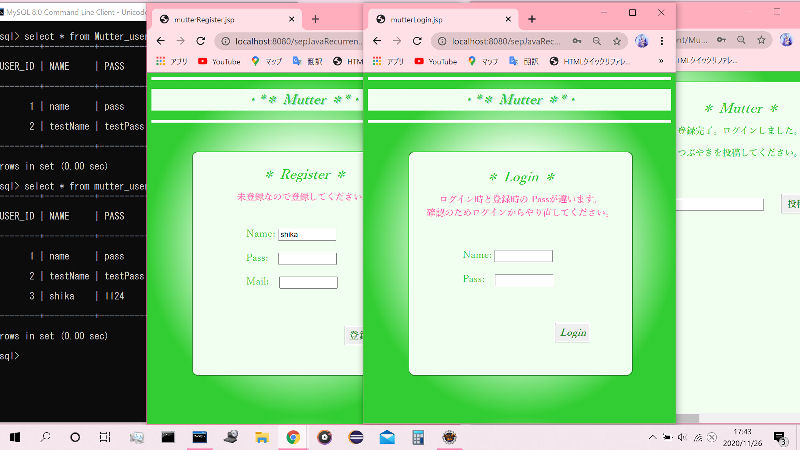 MySQL 8.0 Command Line Client - Unicode
sql> select * from Mutter_user
USER_ID | NAME | PASS
1 | name | pass
2 | testName | testPass
rows in set (0.00 sec)
sql> select * from mutter_user
USER_ID | NAME | PASS
1 | name | pass
2 | testName | testPass
3 | shika | 1124
rows in set (0.00 sec)
sql>
mutterRegister.jsp
localhost:8080/sepJavaRecurren...
アプリ YouTube マップ 翻訳 HTM
・*＊ Mutter ＊*・
＊ Register ＊
未登録なので登録してください
Name: shika
Pass:
Mail:
登録
mutterLogin.jsp
localhost:8080/sepJavaRec...
アプリ YouTube マップ 翻訳 HTMLクイックリファレ... »
・*＊ Mutter ＊*・
＊ Login ＊
ログイン時と登録時の Passが違います。
確認のためログインからやり直してください。
Name:
Pass:
Login
ent/Mu...
クイックリファレ...
＊ Mutter ＊
登録完了。ログインしました。
つぶやきを投稿してください。
投稿
17:43
2020/11/26
3